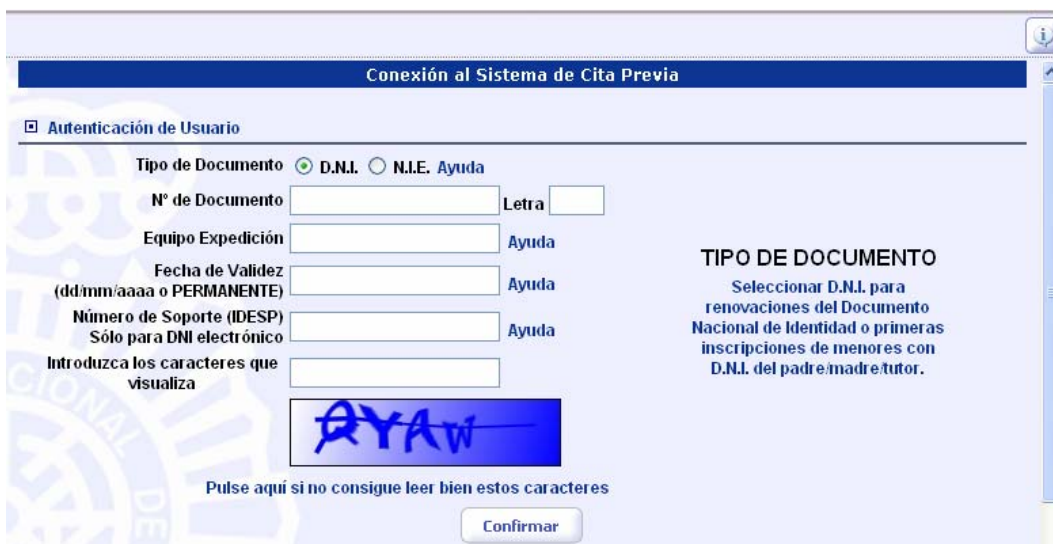 Conexión al Sistema de Cita Previa
Autenticación de Usuario
Tipo de Documento D.N.I. N.I.E. Ayuda
Nº de Documento Letra
Equipo Expedición Ayuda
Fecha de Validez
(dd/mm/aaaa o PERMANENTE) Ayuda
Número de Soporte (IDESP)
Sólo para DNI electrónico Ayuda
Introduzca los caracteres que
visualiza
QYAW
Pulse aquí si no consigue leer bien estos caracteres
Confirmar
TIPO DE DOCUMENTO
Seleccionar D.N.I. para
renovaciones del Documento
Nacional de Identidad o primeras
inscripciones de menores con
D.N.I. del padre/madre/tutor.
CIONAL
DE